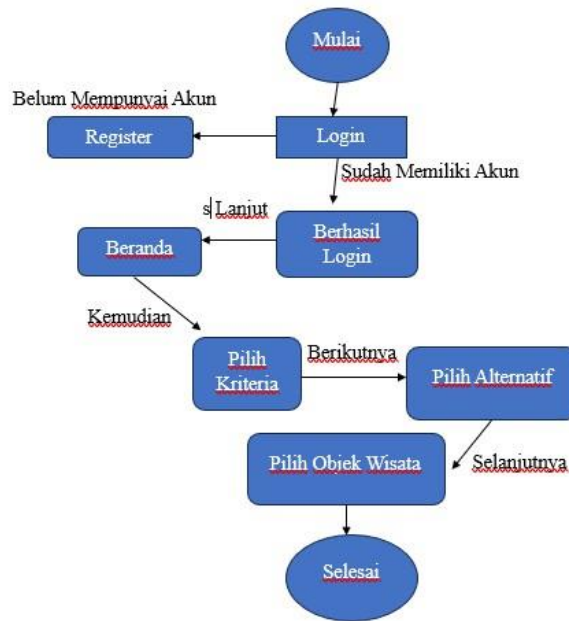 Mulai
Belum Mempunyai Akun
Register
Login
Sudah Memiliki Akun
s Lanjut
Beranda
Berhasil
Login
Kemudian
Pilih
Kriteria
Berikutnya
Pilih Alternatif
Pilih Objek Wisata
Selanjutnya
Selesai